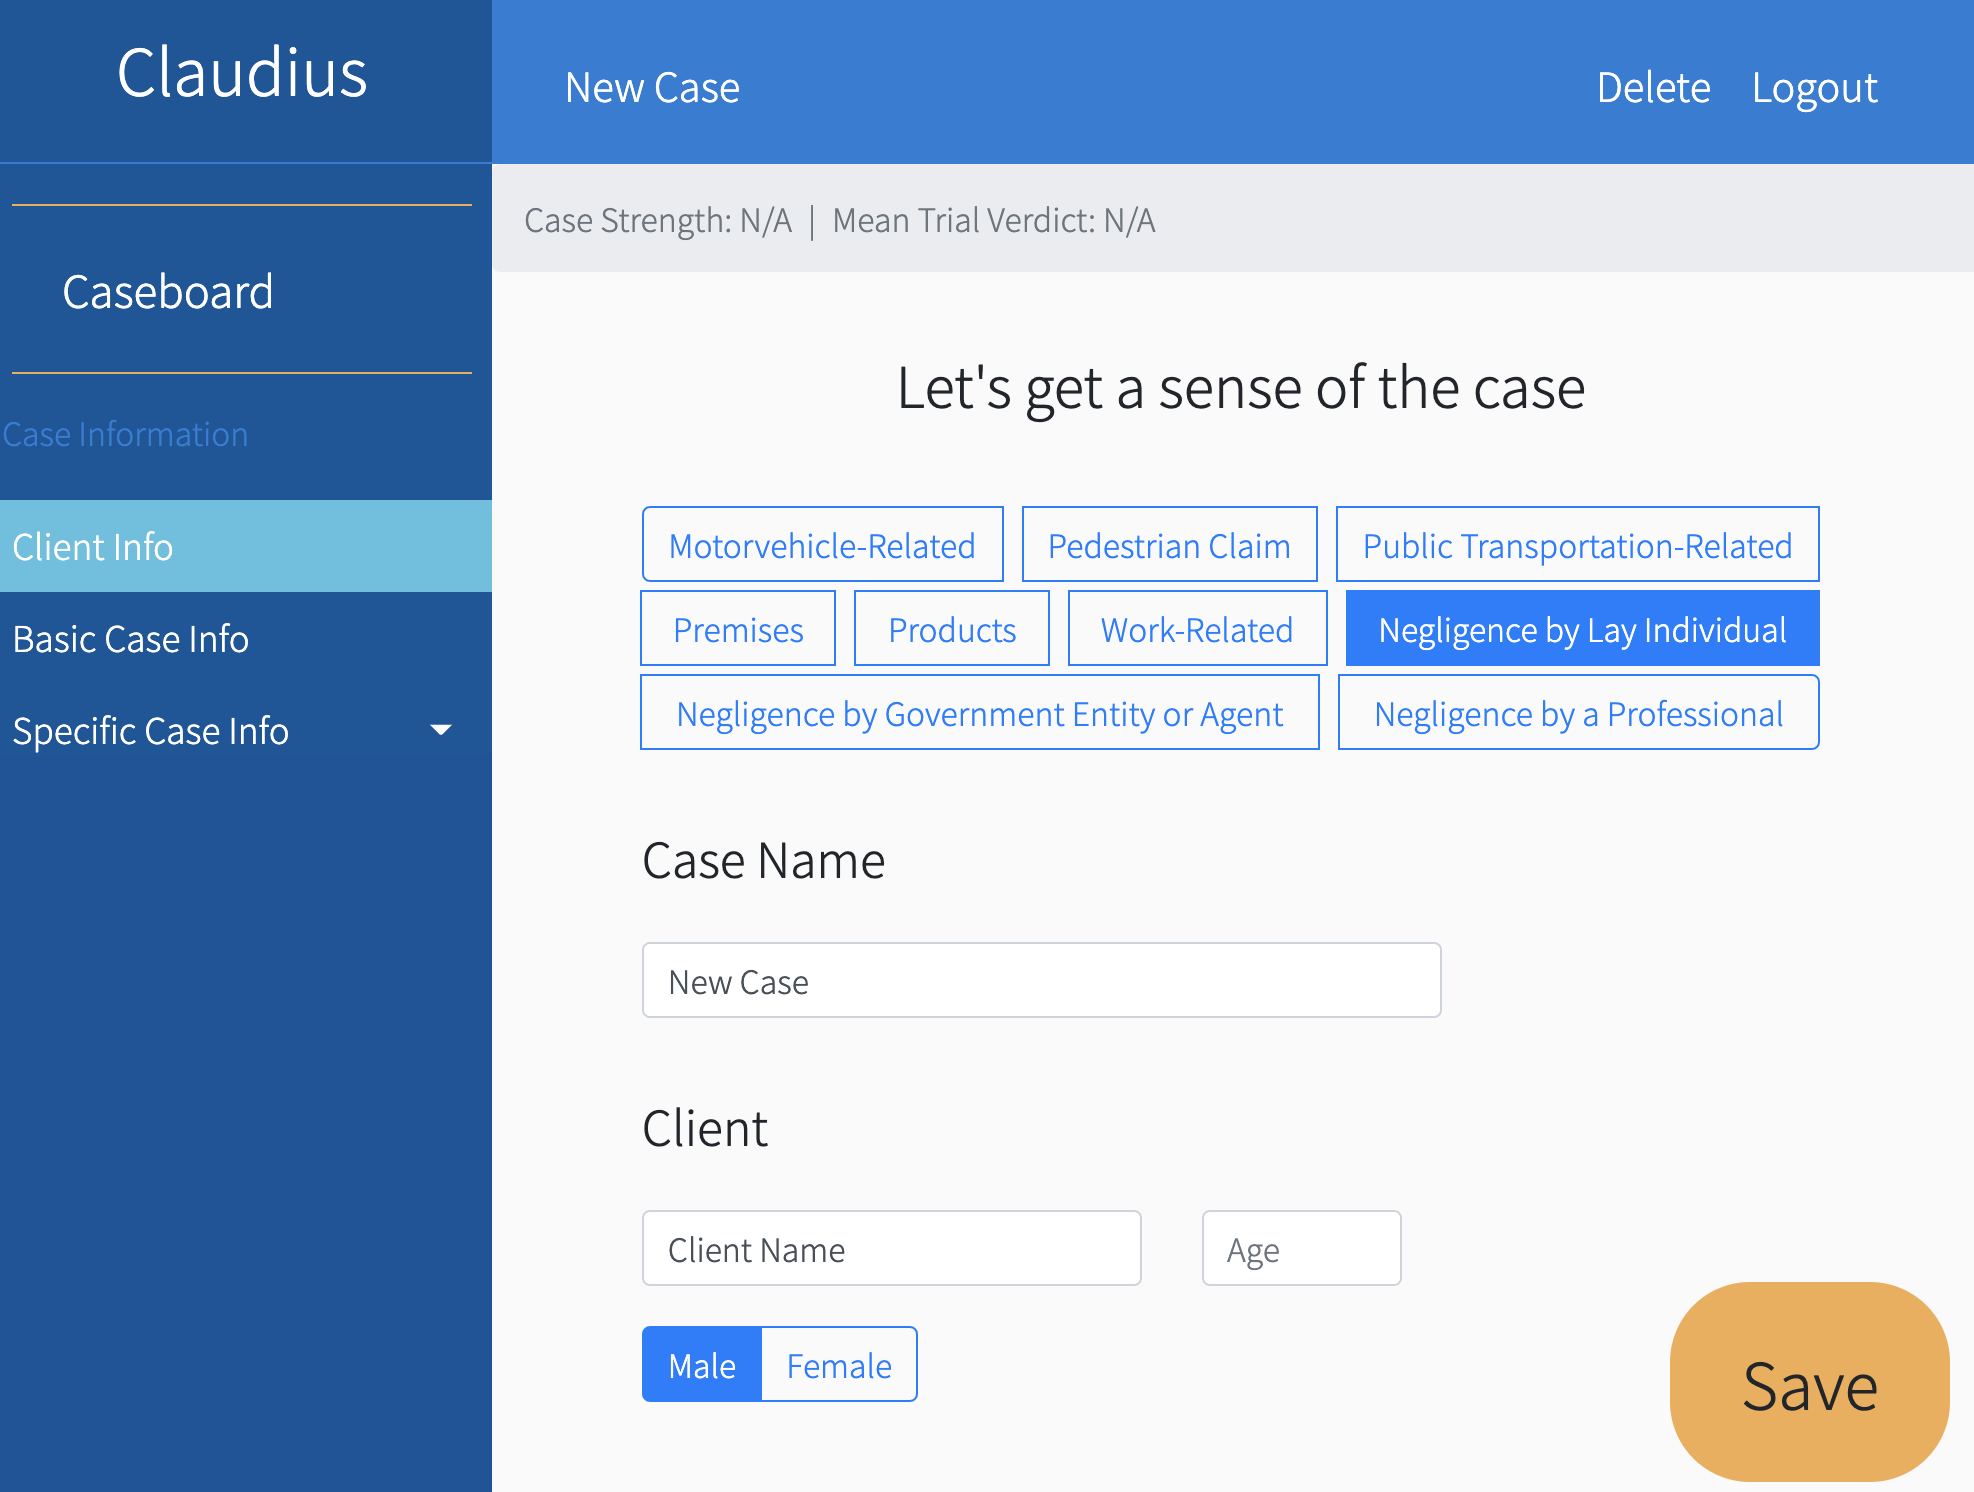 Claudius
New Case
Delete Logout
Case Strength: N/A | Mean Trial Verdict: N/A
Caseboard
Case Information
Client Info
Basic Case Info
Specific Case Info
Let's get a sense of the case
Motorvehicle-Related Pedestrian Claim Public Transportation-Related
Premises Products Work-Related Negligence by Lay Individual
Negligence by Government Entity or Agent Negligence by a Professional
Case Name
New Case
Client
Client Name Age
Male Female
Save